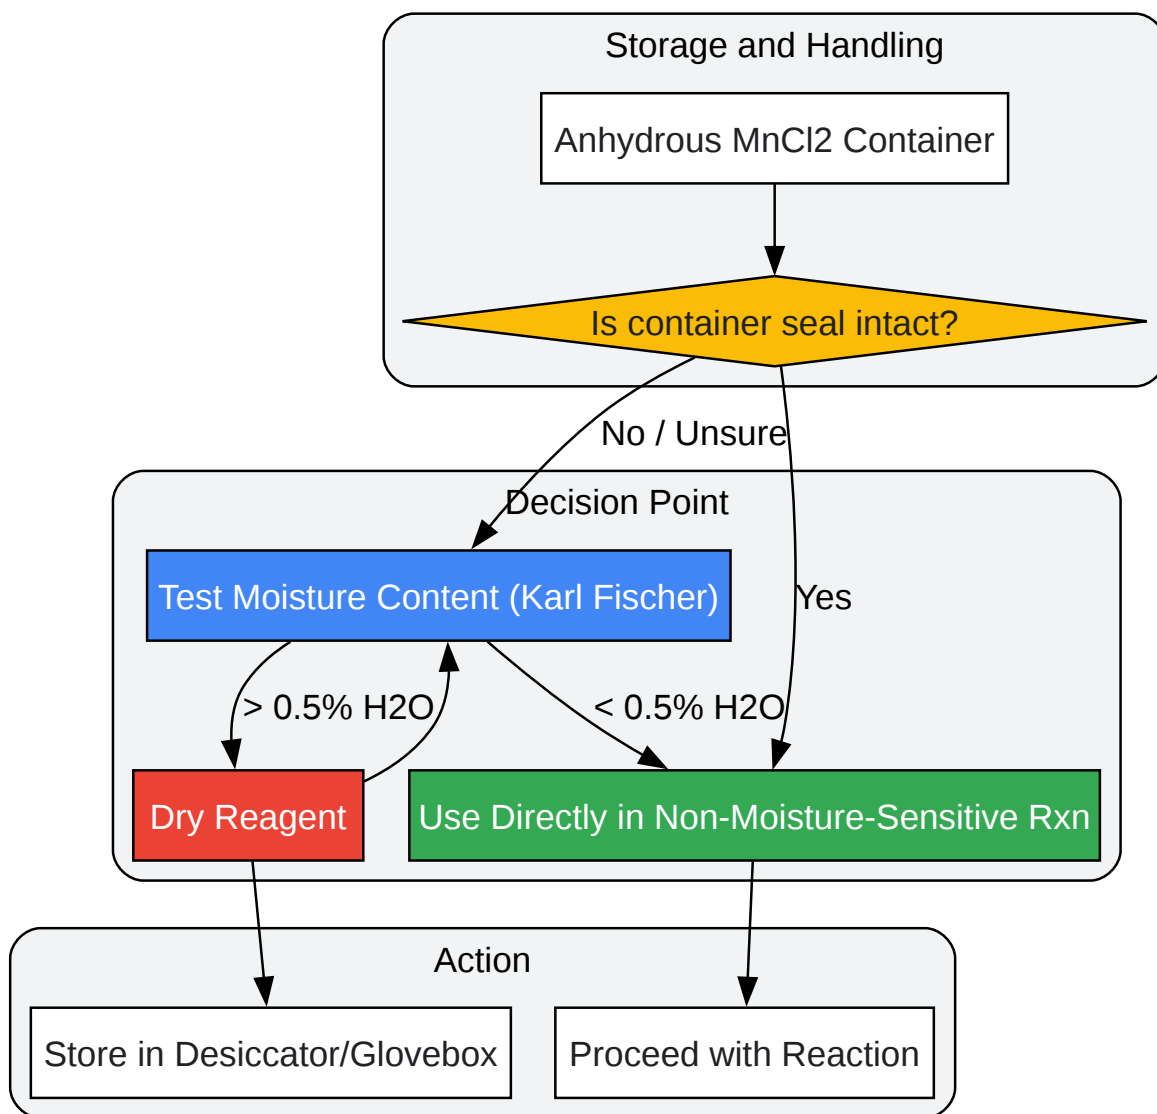 Storage and Handling
Anhydrous MnCl2 Container
Is container seal intact?
No / Unsure
Decision Point
Test Moisture Content (Karl Fischer)
Yes
> 0.5% H2O
< 0.5% H2O
Dry Reagent
Use Directly in Non-Moisture-Sensitive Rxn
Action
Store in Desiccator/Glovebox
Proceed with Reaction